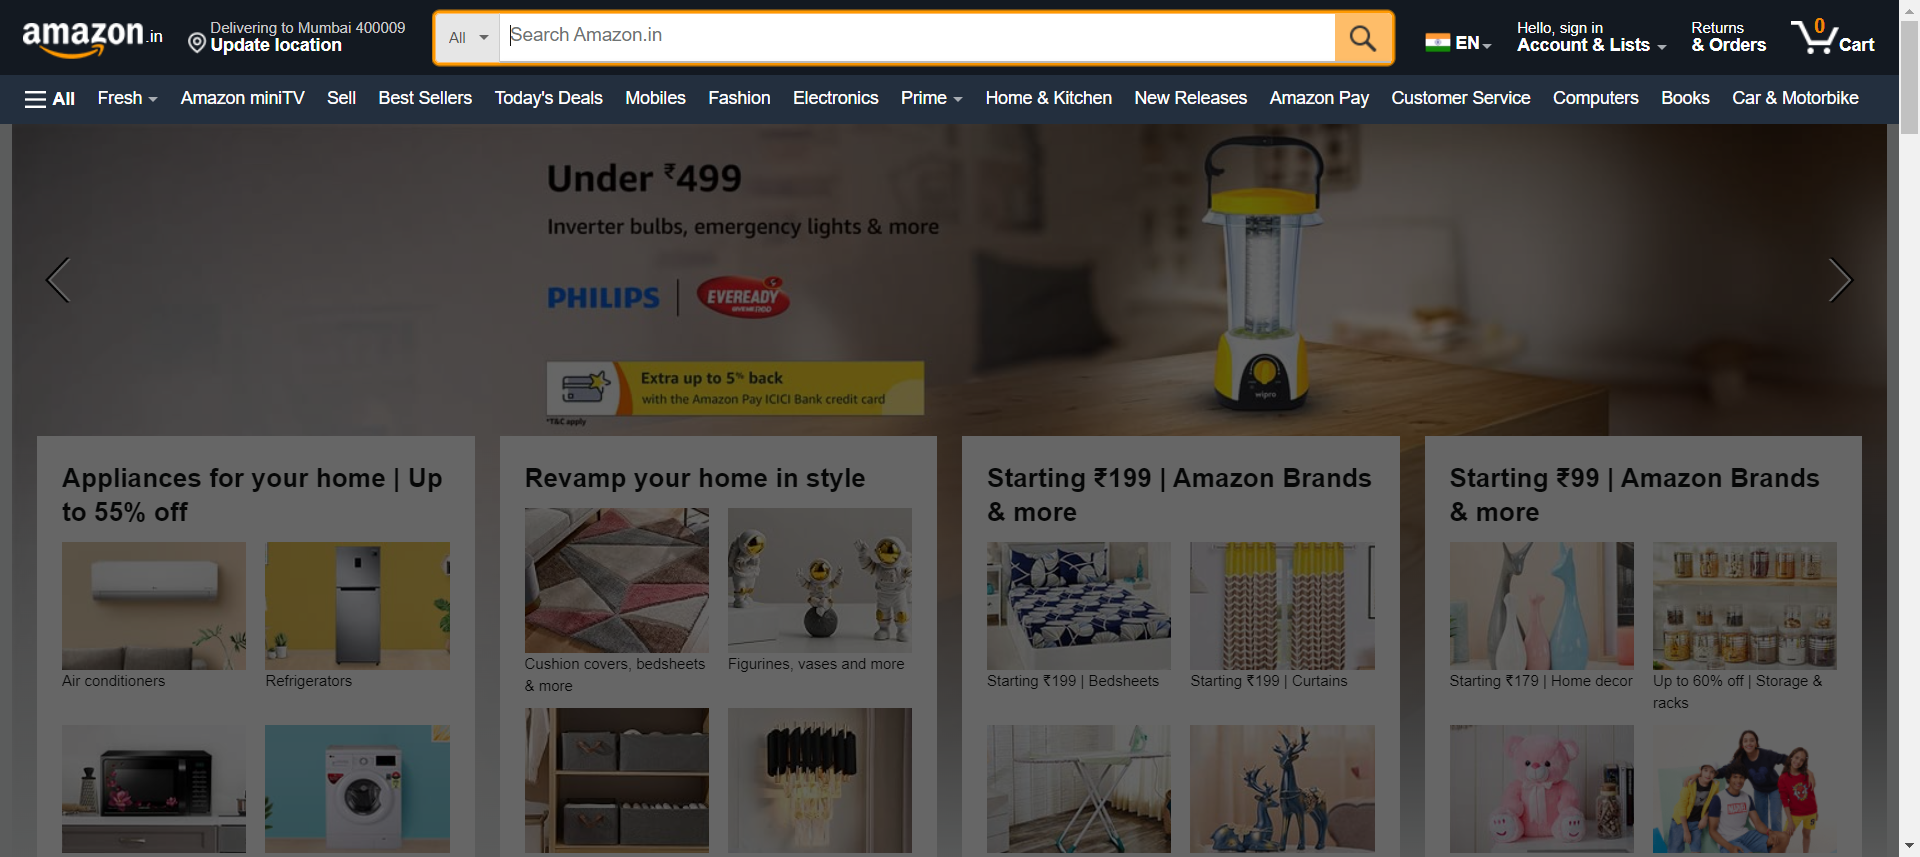 amazon.in
Delivering to Mumbai 400009
Update location
All
Search Amazon.in
EN
Hello, sign in
Account & Lists
Returns
& Orders
0
Cart
All
Fresh
Amazon miniTV
Sell
Best Sellers
Today's Deals
Mobiles
Fashion
Electronics
Prime
Home & Kitchen
New Releases
Amazon Pay
Customer Service
Computers
Books
Car & Motorbike
Under ₹499
Inverter bulbs, emergency lights & more
PHILIPS
EVEREADY
Extra up to 5% back
with the Amazon Pay ICICI Bank credit card
*T&C apply
wipro
Appliances for your home | Up
to 55% off
Air conditioners
Refrigerators
Revamp your home in style
Cushion covers, bedsheets
& more
Figurines, vases and more
Starting ₹199 | Amazon Brands
& more
Starting ₹199 | Bedsheets
Starting ₹199 | Curtains
Starting ₹99 | Amazon Brands
& more
Starting ₹179 | Home decor
Up to 60% off | Storage &
racks